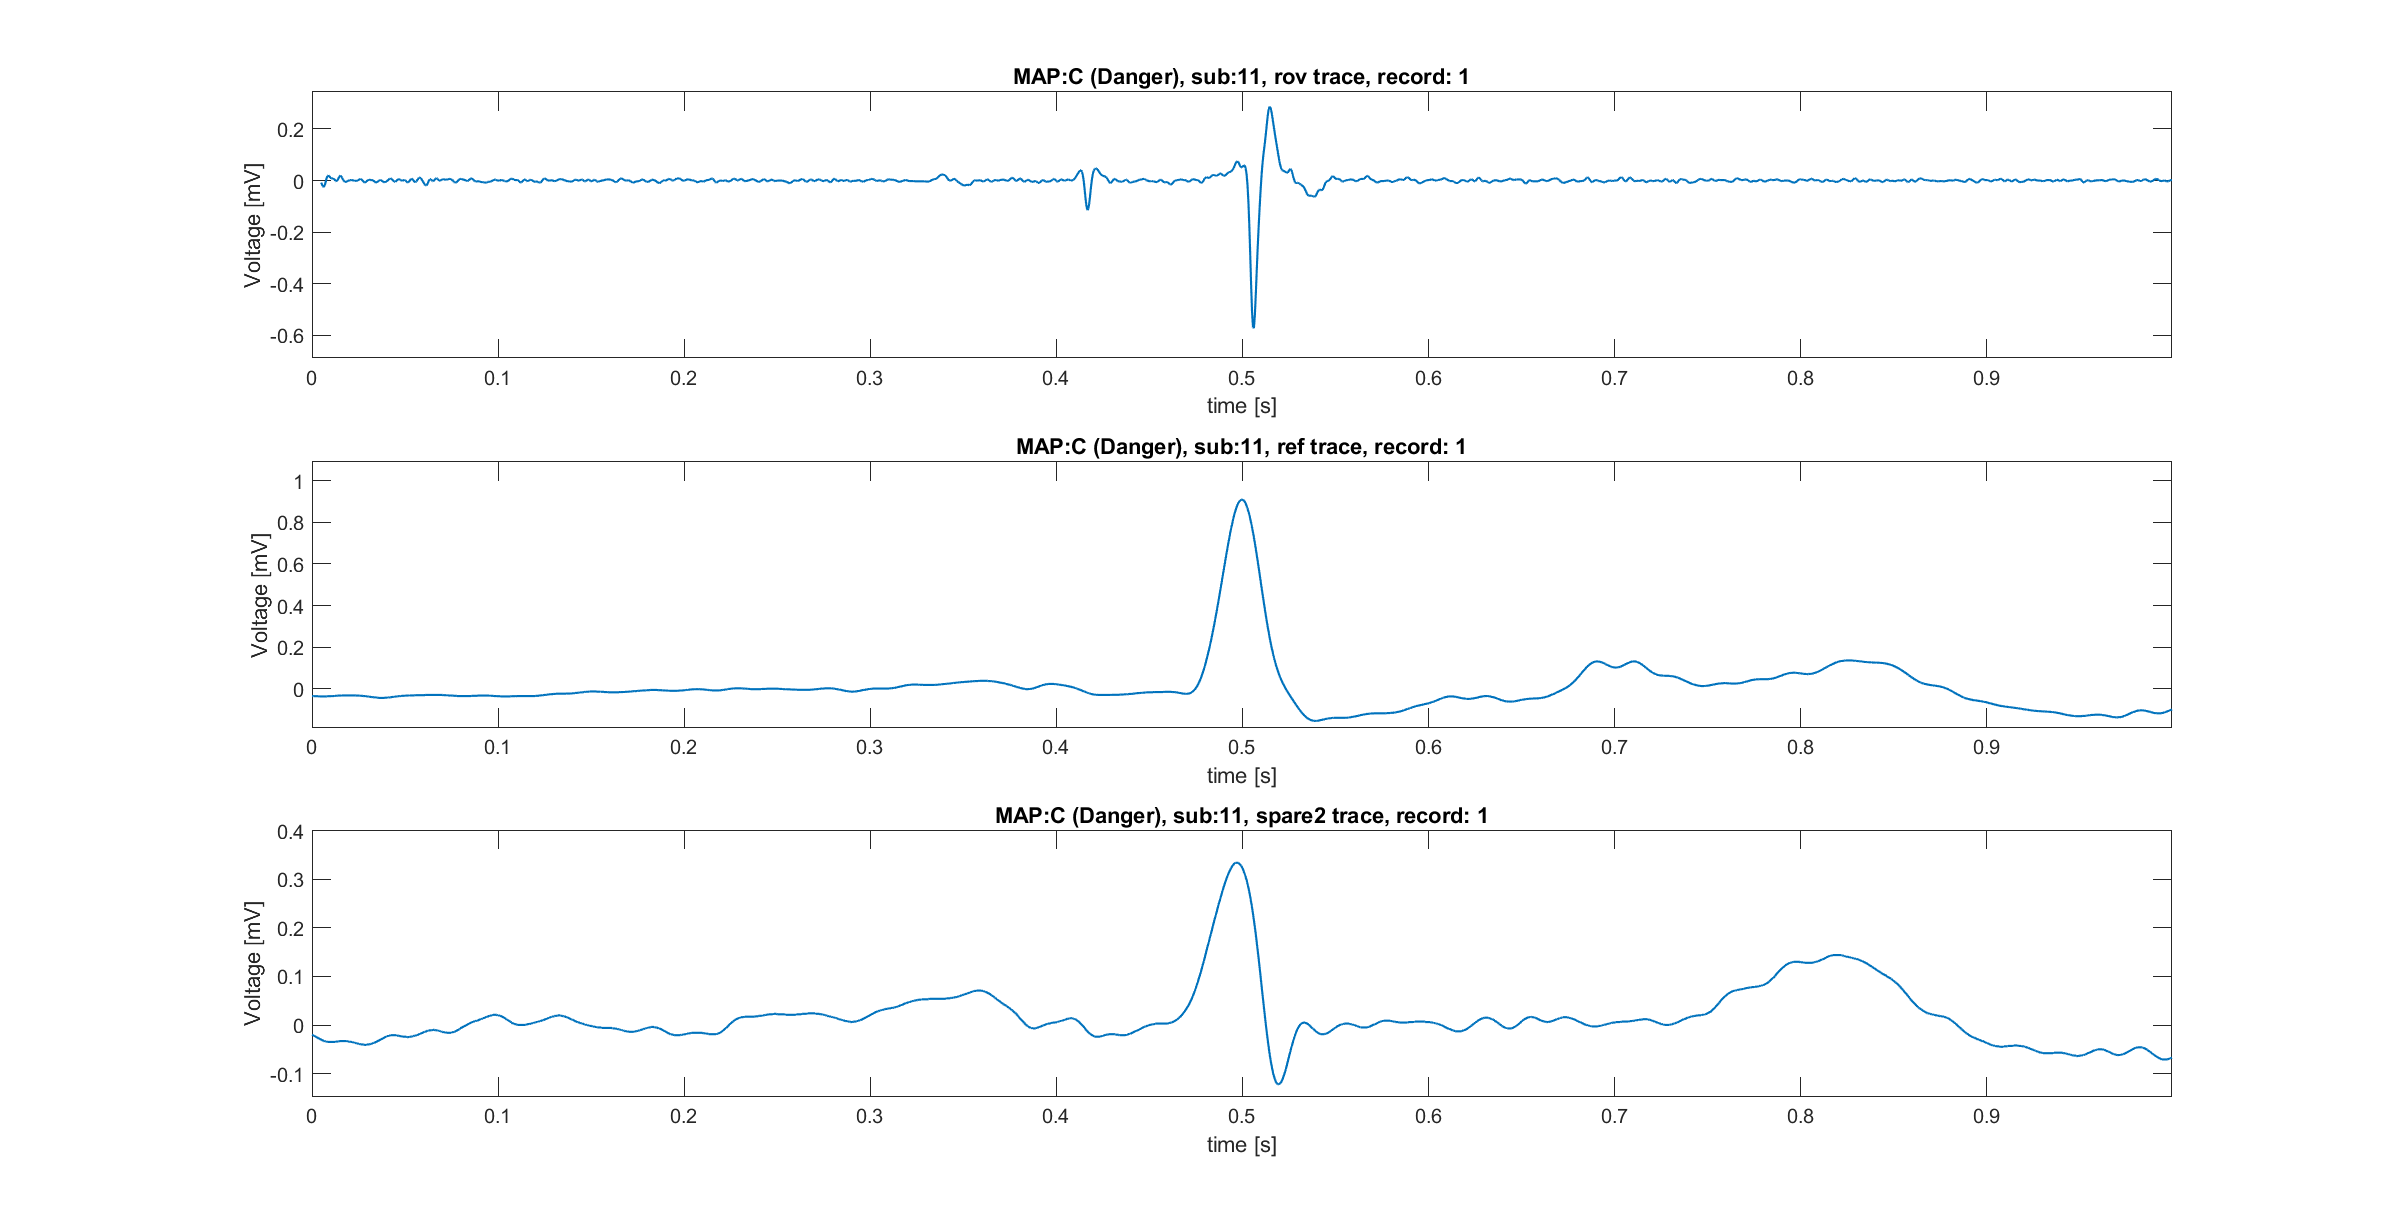 MAP:C (Danger), sub:11, rov trace, record: 1
Voltage [mV]
0.2
0
-0.2
-0.4
-0.6
0 0.1 0.2 0.3 0.4 0.5 0.6 0.7 0.8 0.9
time [s]
MAP:C (Danger), sub:11, ref trace, record: 1
Voltage [mV]
1
0.8
0.6
0.4
0.2
0
0 0.1 0.2 0.3 0.4 0.5 0.6 0.7 0.8 0.9
time [s]
MAP:C (Danger), sub:11, spare2 trace, record: 1
Voltage [mV]
0.4
0.3
0.2
0.1
0
-0.1
0 0.1 0.2 0.3 0.4 0.5 0.6 0.7 0.8 0.9
time [s]